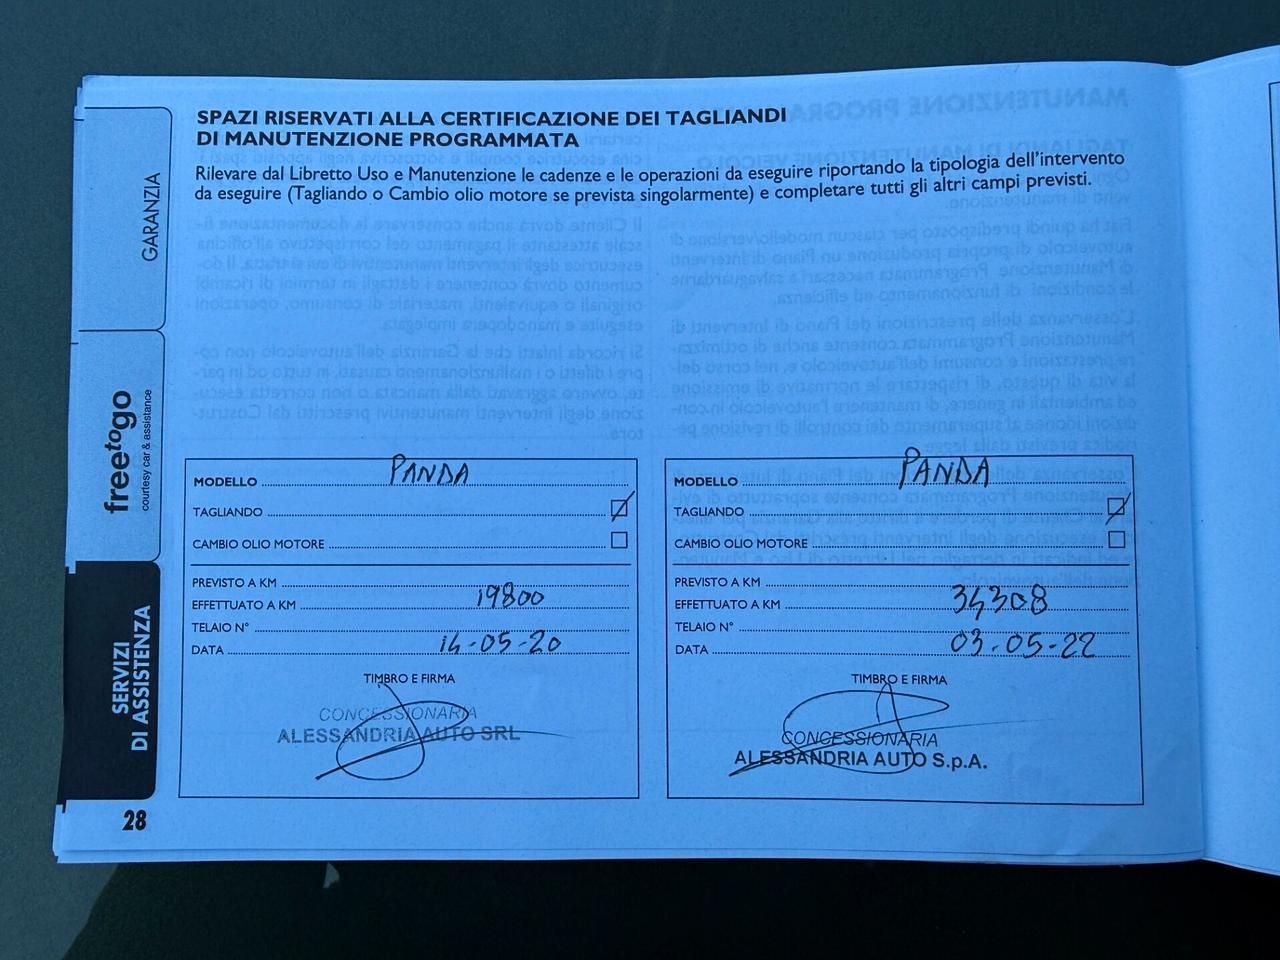 SPAZI RISERVATI ALLA CERTIFICAZIONE DEI TAGLIANDI
DI MANUTENZIONE PROGRAMMATA
Rilevare dal Libretto Uso e Manutenzione le cadenze e le operazioni da eseguire riportando la tipologia dell'intervento
da eseguire (Tagliando o Cambio olio motore se prevista singolarmente) e completare tutti gli altri campi previsti.
GARANZIA
freetogo
courtesy car & assistance
SERVIZI
DI ASSISTENZA
28
MODELLO PANDA
TAGLIANDO
CAMBIO OLIO MOTORE
PREVISTO A KM
EFFETTUATO A KM 19800
TELAIO N°
DATA 14-05-20
TIMBRO E FIRMA
CONCESSIONARIA
ALESSANDRIA AUTO SRL
MODELLO PANDA
TAGLIANDO
CAMBIO OLIO MOTORE
PREVISTO A KM
EFFETTUATO A KM 34308
TELAIO N°
DATA 03-05-22
TIMBRO E FIRMA
CONCESSIONARIA
ALESSANDRIA AUTO S.p.A.